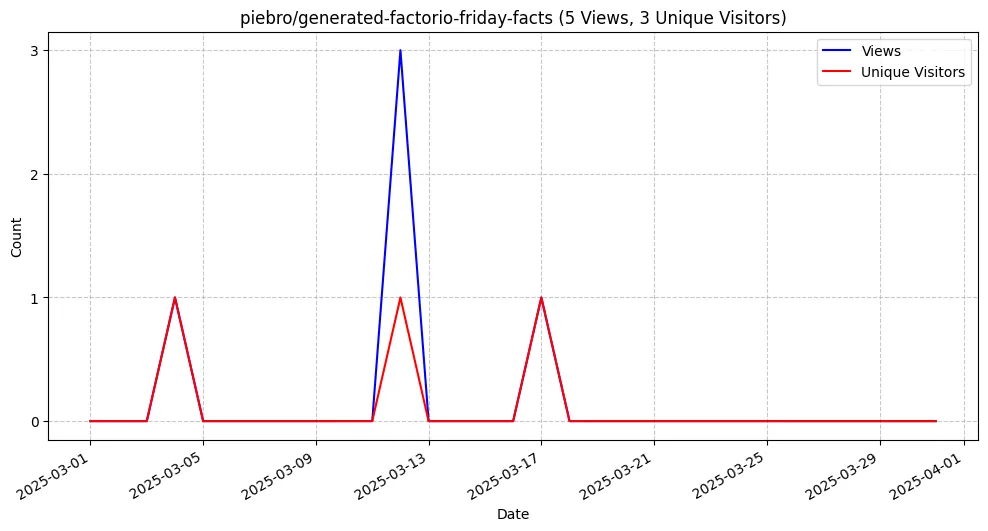 piebro/generated-factorio-friday-facts (5 Views, 3 Unique Visitors)
Views
Unique Visitors
3
2
1
0
Count
2025-03-01
2025-03-05
2025-03-09
2025-03-13
2025-03-17
2025-03-21
2025-03-25
2025-03-29
2025-04-01
Date